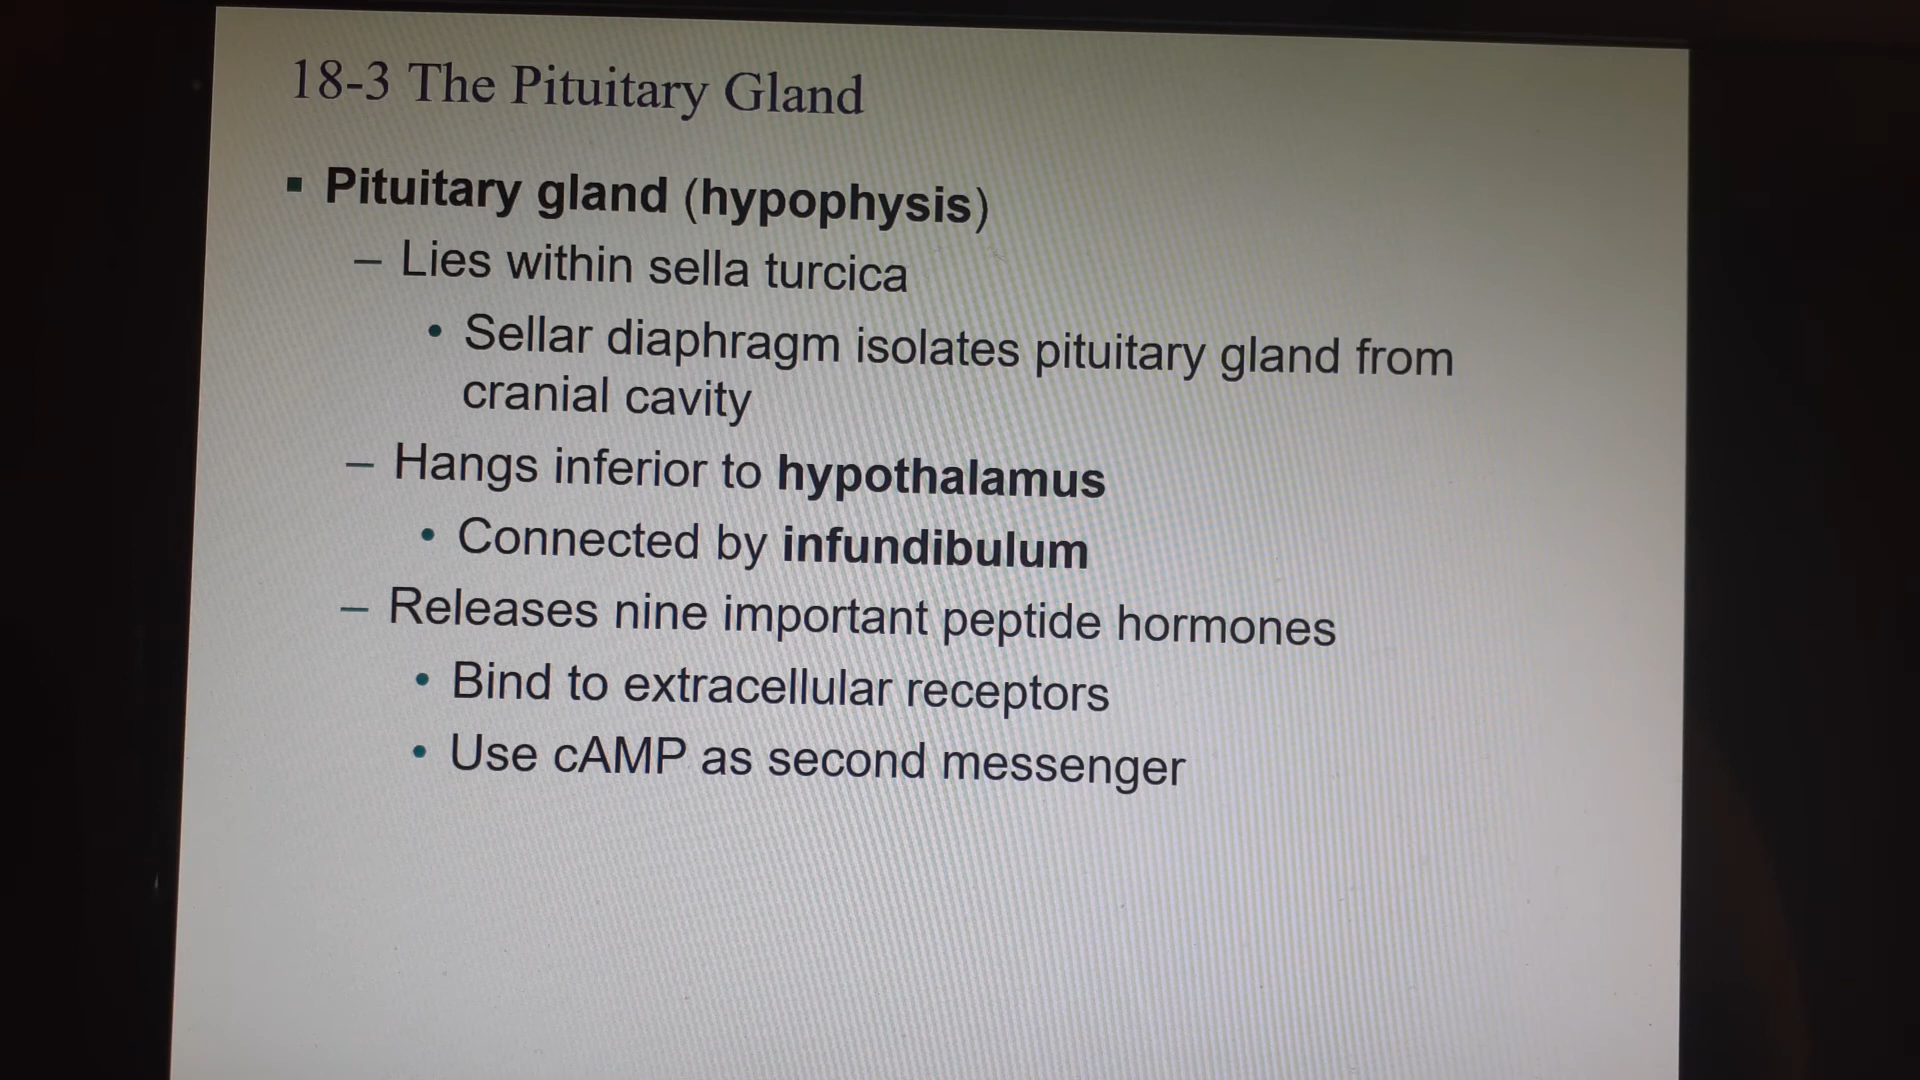 18-3 The Pituitary Gland
▪ Pituitary gland (hypophysis)
– Lies within sella turcica
• Sellar diaphragm isolates pituitary gland from
cranial cavity
– Hangs inferior to hypothalamus
• Connected by infundibulum
– Releases nine important peptide hormones
• Bind to extracellular receptors
• Use cAMP as second messenger